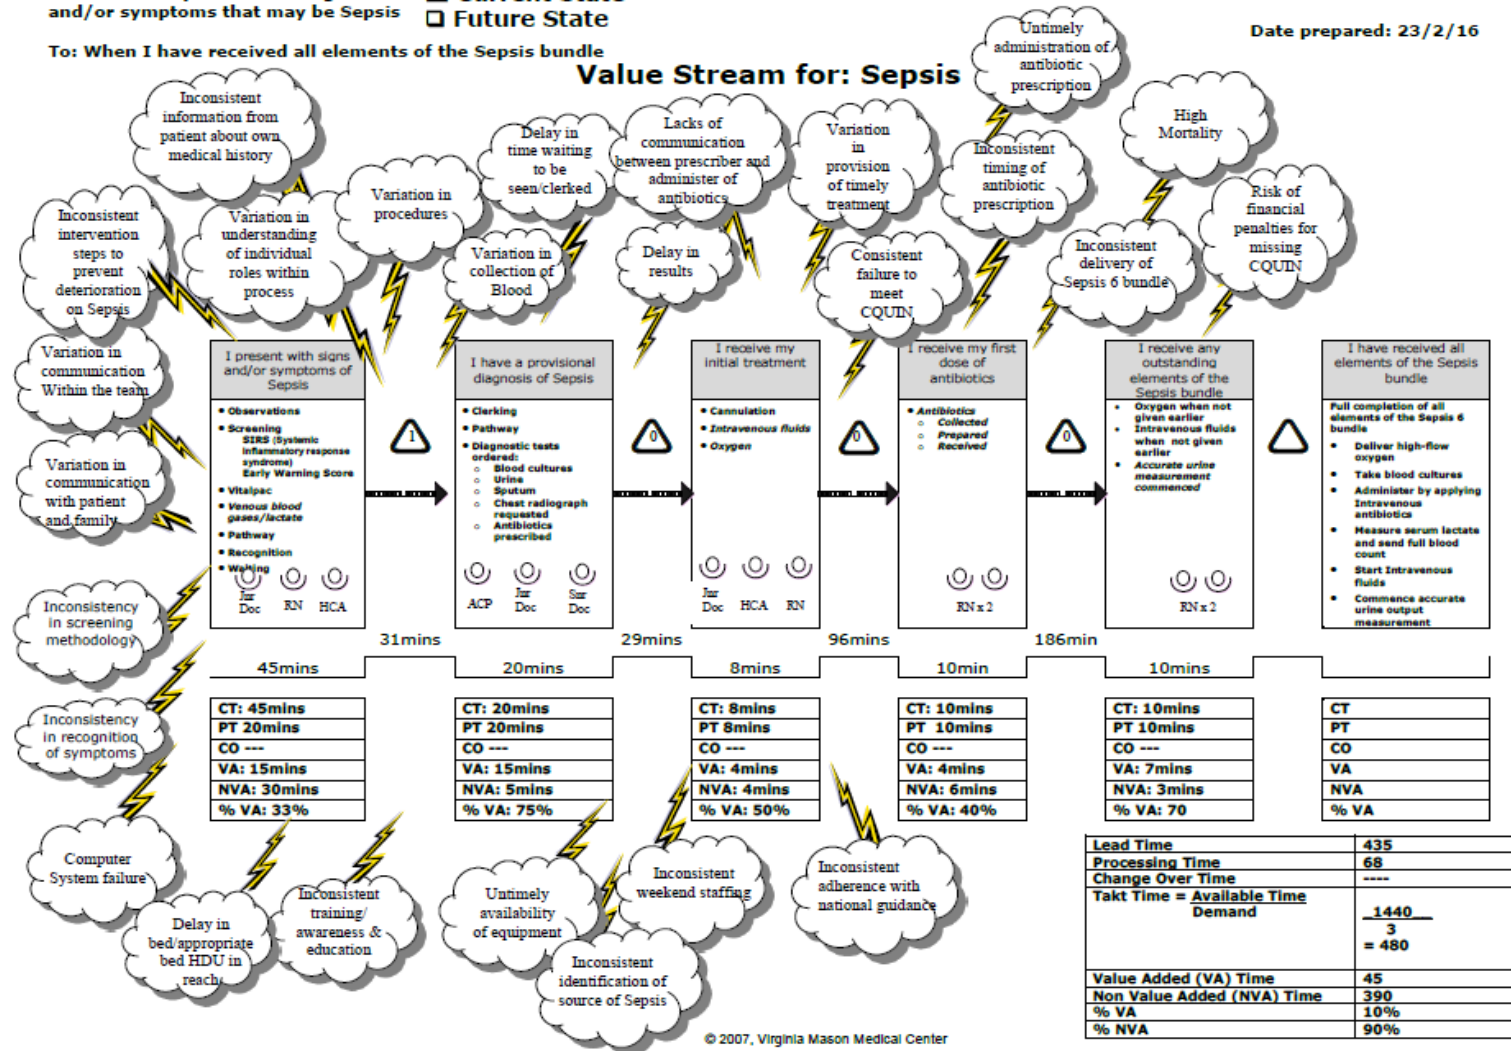 and/or symptoms that may be Sepsis
Current State
❑ Future State
Date prepared: 23/2/16
To: When I have received all elements of the Sepsis bundle
Value Stream for: Sepsis
Inconsistent
information from
patient about own
medical history
Inconsistent
intervention
steps to
prevent
deterioration
on Sepsis
Variation in
understanding
of individual
roles within
process
Variation in
procedures
Delay in
time waiting
to be
seen/clerked
Variation in
collection of
Blood
Lacks of
communication
between prescriber and
administer of
antibiotics
Delay in
results
Variation
in
provision
of timely
treatment
Consistent
failure to
meet
CQUIN
Untimely
administration of
antibiotic
prescription
Inconsistent
timing of
antibiotic
prescription
High
Mortality
Inconsistent
delivery of
Sepsis 6 bundle
Risk of
financial
penalties for
missing
CQUIN
Variation in
communication
Within the team
Variation in
communication
with patient
and family
Inconsistency
in screening
methodology
Inconsistency
in recognition
of symptoms
I present with signs
and/or symptoms of
Sepsis
• Observations
• Screening
SIRS (Systemic
inflammatory response
syndrome)
Early Warning Score
• Vitalpac
• Venous blood
gases/lactate
• Pathway
• Recognition
• Waiting
Jnr
Doc
RN
HCA
1
I have a provisional
diagnosis of Sepsis
• Clerking
• Pathway
• Diagnostic tests
ordered:
o Blood cultures
o Urine
o Sputum
o Chest radiograph
requested
o Antibiotics
prescribed
ACP
Jnr
Doc
Snr
Doc
0
I receive my
initial treatment
• Cannulation
• Intravenous fluids
• Oxygen
Jnr
Doc
HCA
RN
0
I receive my first
dose of
antibiotics
• Antibiotics
o Collected
o Prepared
o Received
RN x 2
0
I receive any
outstanding
elements of the
Sepsis bundle
• Oxygen when not
given earlier
• Intravenous fluids
when not given
earlier
• Accurate urine
measurement
commenced
RN x 2
I have received all
elements of the Sepsis
bundle
Full completion of all
elements of the Sepsis 6
bundle
• Deliver high-flow
oxygen
• Take blood cultures
• Administer by applying
Intravenous
antibiotics
• Measure serum lactate
and send full blood
count
• Start Intravenous
fluids
• Commence accurate
urine output
measurement
31mins
29mins
96mins
186min
45mins
20mins
8mins
10min
10mins
CT: 45mins
PT 20mins
CO ---
VA: 15mins
NVA: 30mins
% VA: 33%
CT: 20mins
PT 20mins
CO ---
VA: 15mins
NVA: 5mins
% VA: 75%
CT: 8mins
PT 8mins
CO ---
VA: 4mins
NVA: 4mins
% VA: 50%
CT: 10mins
PT 10mins
CO ---
VA: 4mins
NVA: 6mins
% VA: 40%
CT: 10mins
PT 10mins
CO ---
VA: 7mins
NVA: 3mins
% VA: 70
CT
PT
CO
VA
NVA
% VA
Computer
System failure
Delay in
bed/appropriate
bed HDU in
reach
Inconsistent
training/
awareness &
education
Untimely
availability
of equipment
Inconsistent
identification of
source of Sepsis
Inconsistent
weekend staffing
Inconsistent
adherence with
national guidance
Lead Time 435
Processing Time 68
Change Over Time ----
Takt Time = Available Time
Demand
1440
3
= 480
Value Added (VA) Time 45
Non Value Added (NVA) Time 390
% VA 10%
% NVA 90%
© 2007, Virginia Mason Medical Center